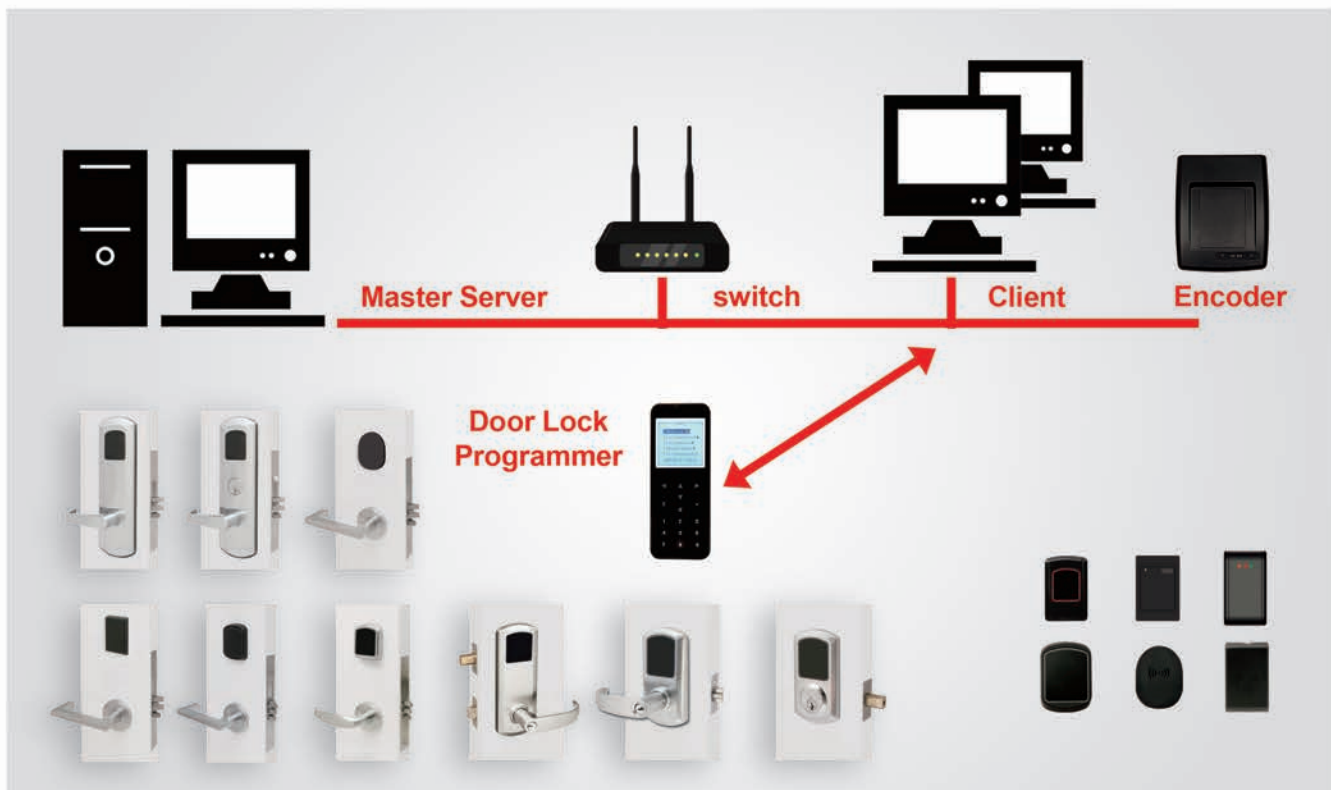 Master Server
switch
Client
Encoder
Door Lock
Programmer